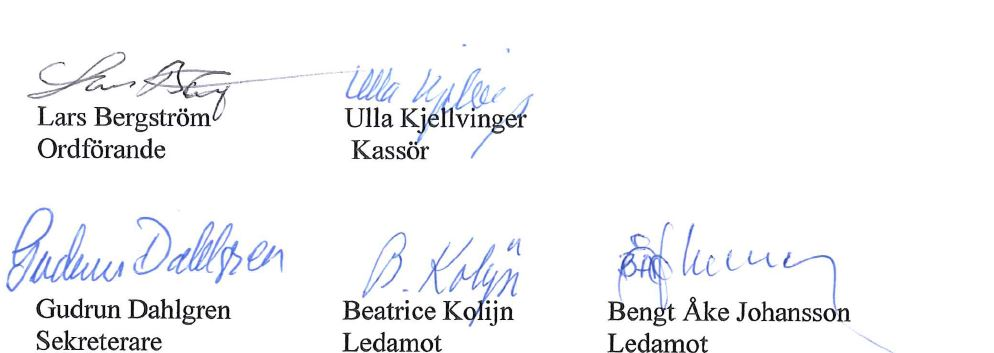 Lars Bergström Ulla Kjellvinger
Ordförande Kassör
Gudrun Dahlgren B. Kolijn
Gudrun Dahlgren Beatrice Kolijn Bengt Åke Johansson
Sekreterare Ledamot Ledamot